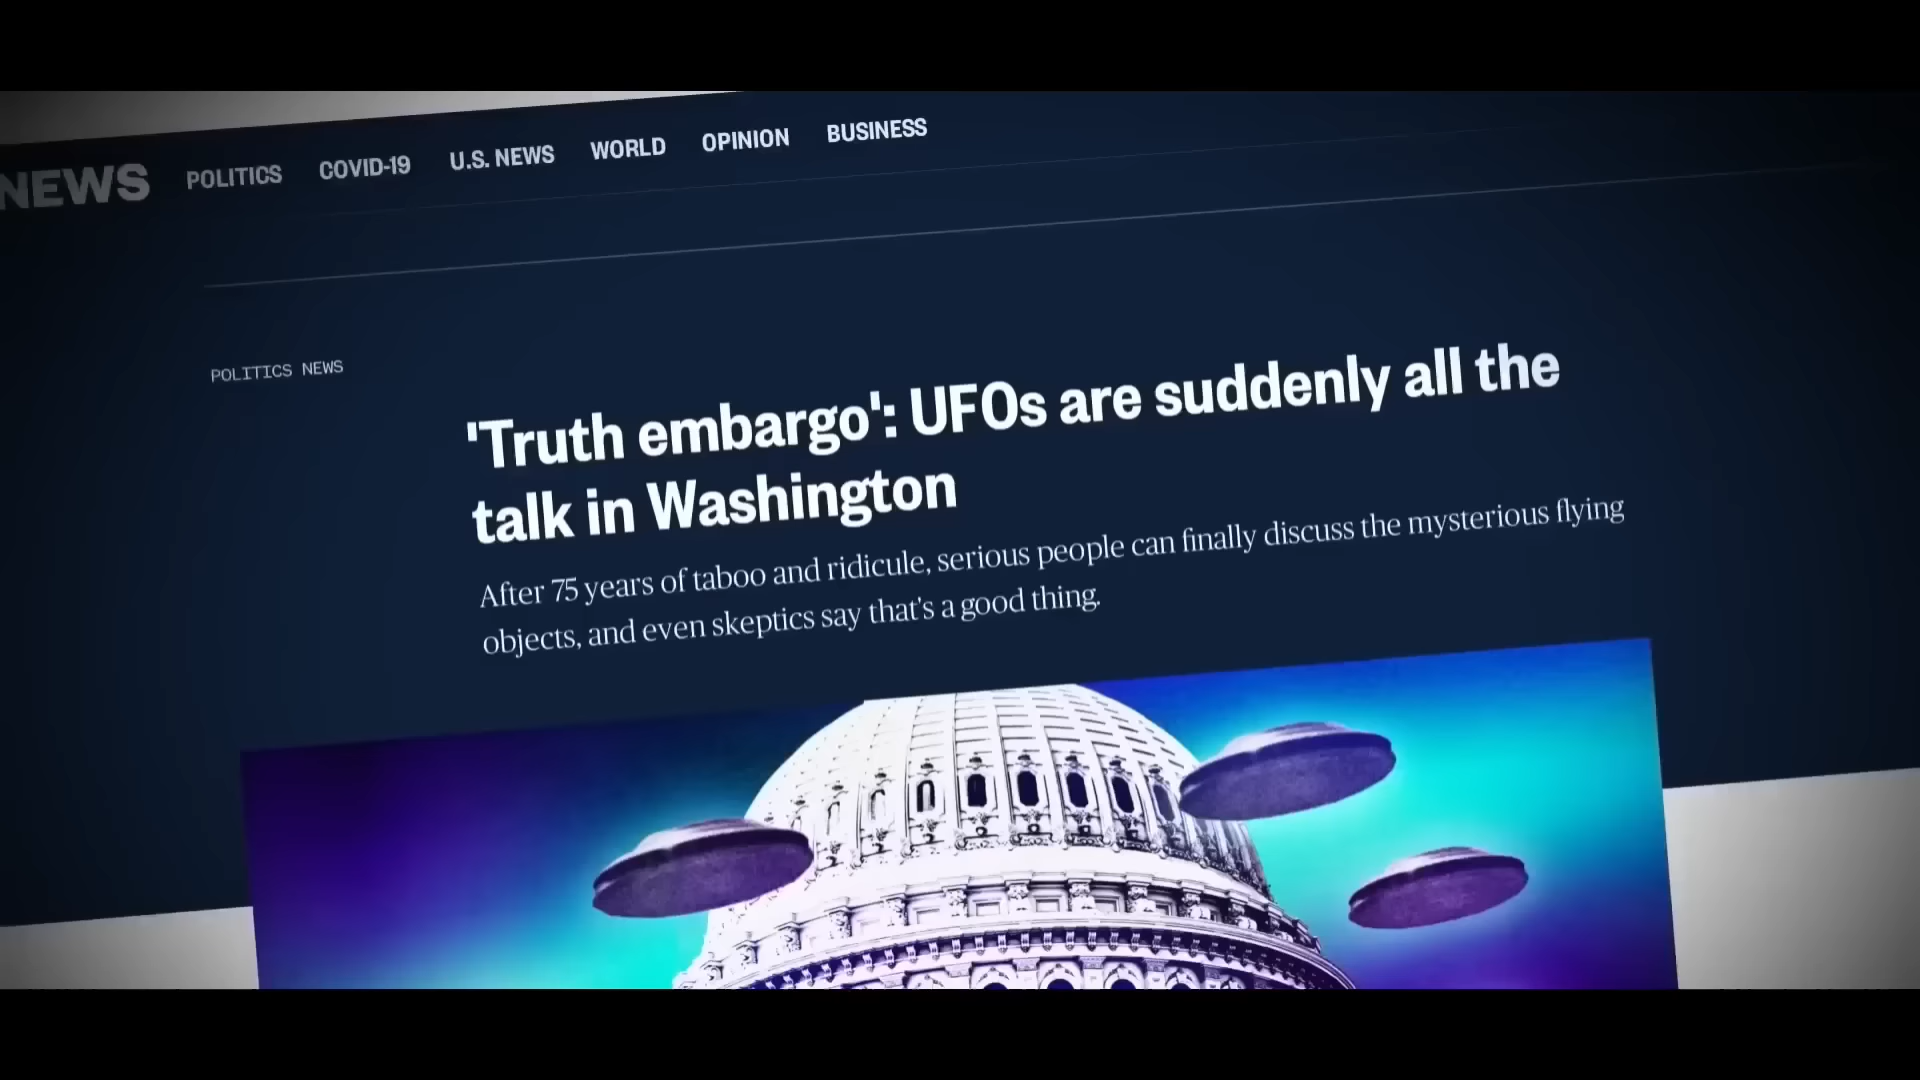 NEWS POLITICS COVID-19 U.S. NEWS WORLD OPINION BUSINESS
POLITICS NEWS
'Truth embargo': UFOs are suddenly all the
talk in Washington
After 75 years of taboo and ridicule, serious people can finally discuss the mysterious flying
objects, and even skeptics say that's a good thing.